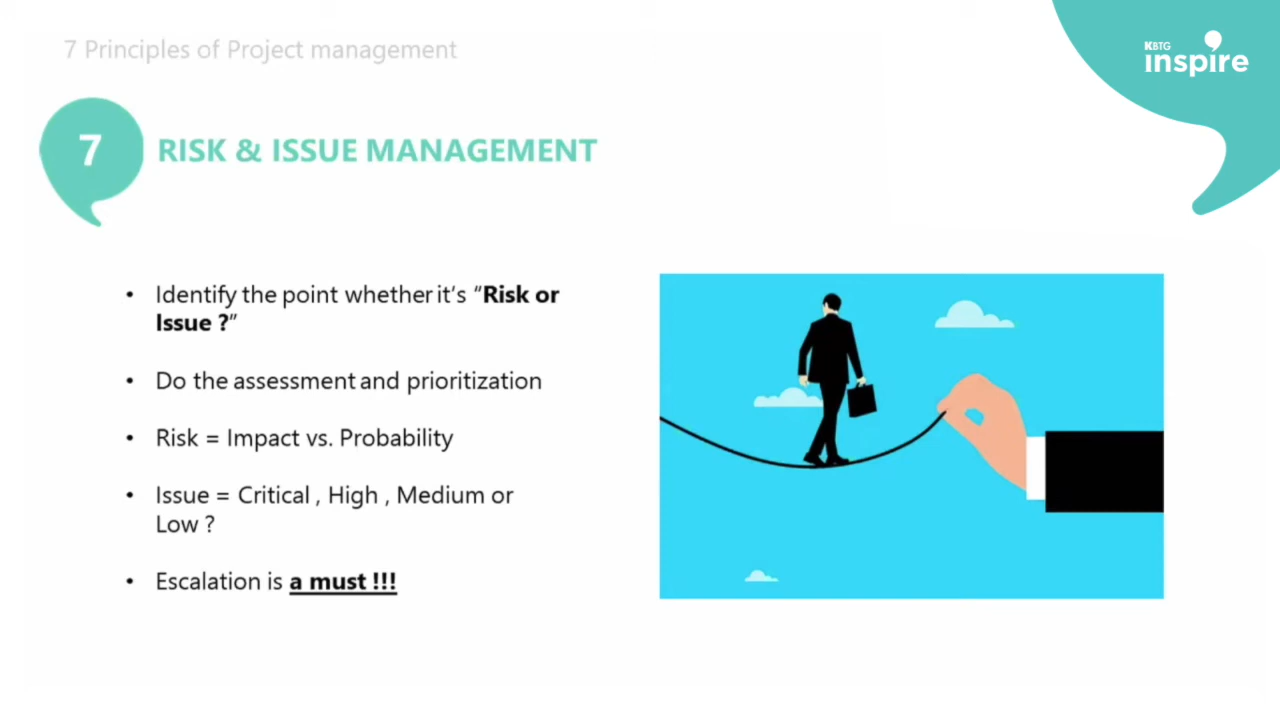 7 Principles of Project management
KBTG
inspire
7
RISK & ISSUE MANAGEMENT
• Identify the point whether it's “Risk or
Issue ?”
• Do the assessment and prioritization
• Risk = Impact vs. Probability
• Issue = Critical , High , Medium or
Low ?
• Escalation is a must !!!